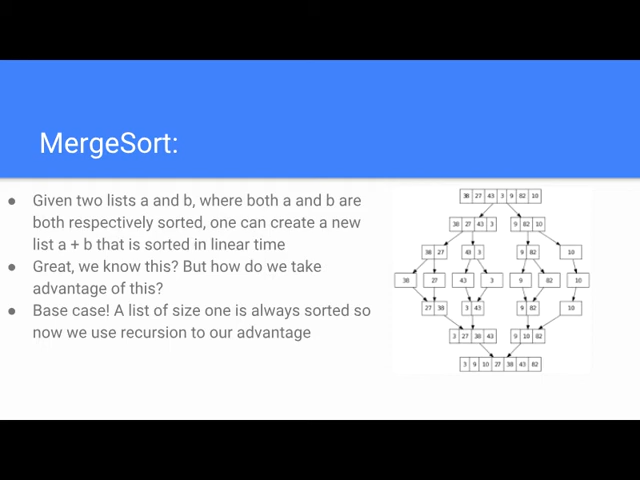 MergeSort:
● Given two lists a and b, where both a and b are
both respectively sorted, one can create a new
list a + b that is sorted in linear time
● Great, we know this? But how do we take
advantage of this?
● Base case! A list of size one is always sorted so
now we use recursion to our advantage
38 27 43 3 9 82 10
38 27 43 3 9 82 10
38 27 43 3 9 82 10
38 27 43 3 9 82 10
27 38 3 43 9 82 10
3 27 38 43 9 10 82
3 9 10 27 38 43 82